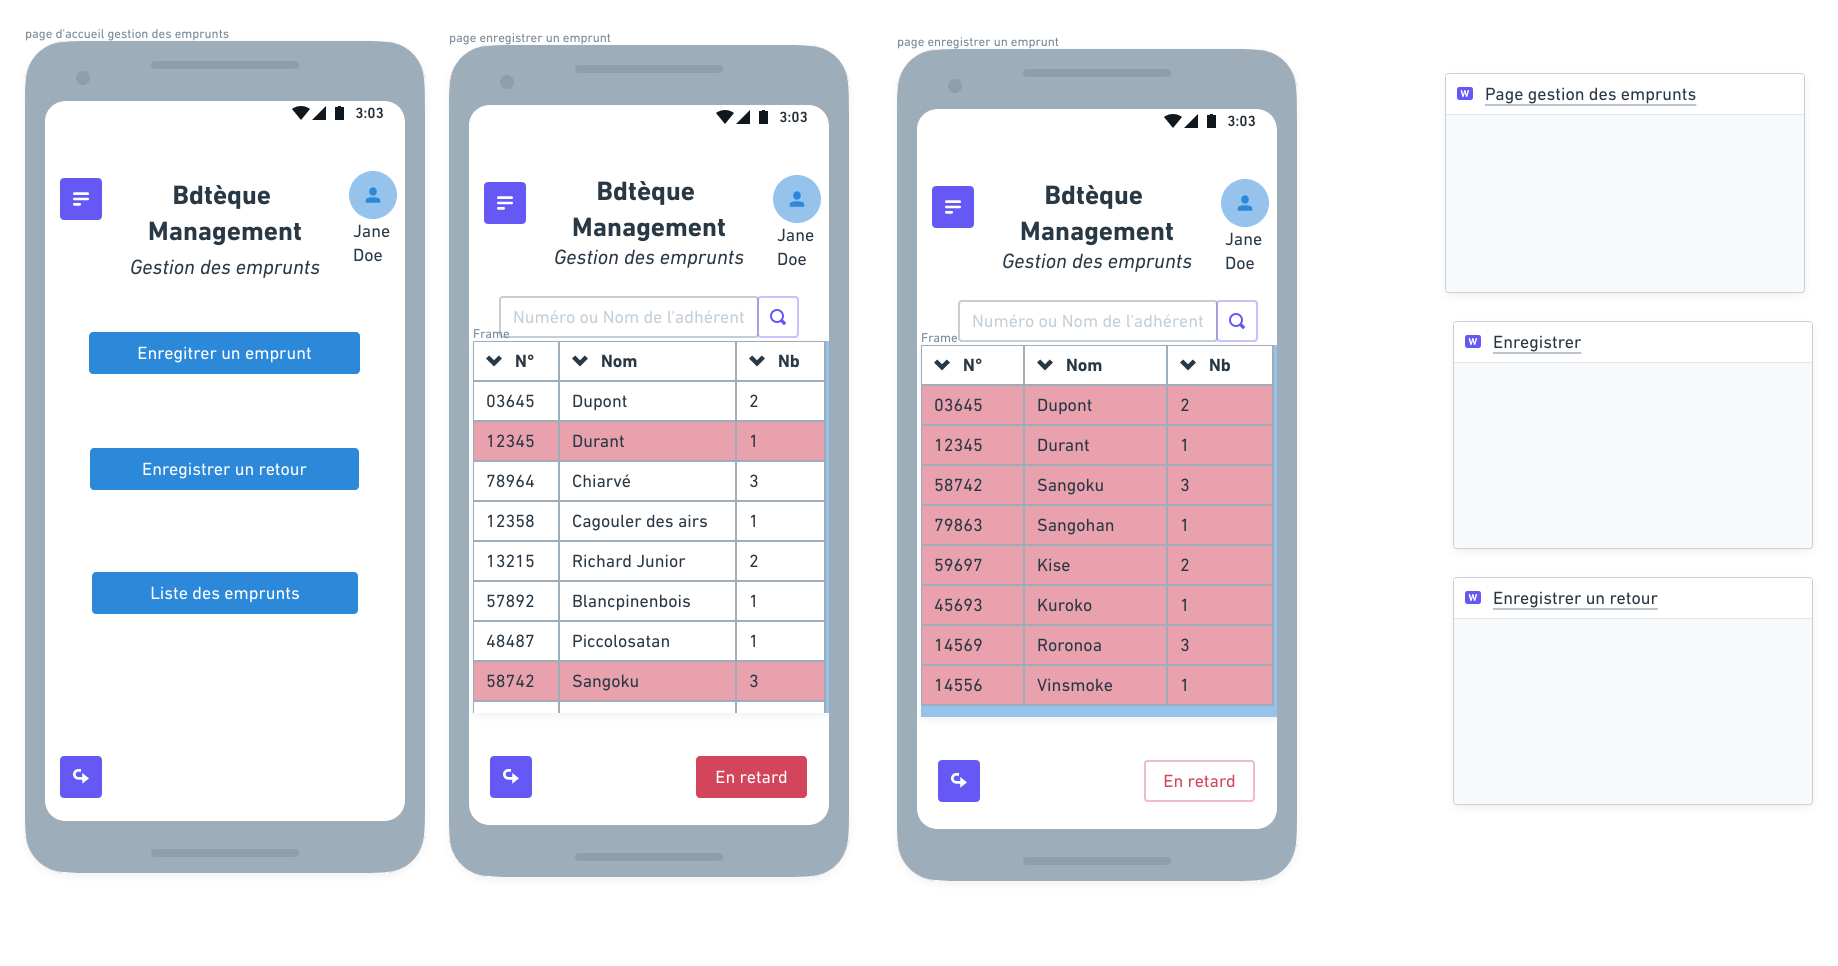 page d'accueil gestion des emprunts
3:03
Bdtèque
Management
Gestion des emprunts
Jane
Doe
Enregitrer un emprunt
Enregistrer un retour
Liste des emprunts
page enregistrer un emprunt
3:03
Bdtèque
Management
Gestion des emprunts
Jane
Doe
Numéro ou Nom de l'adhérent
Frame
N° Nom Nb
03645 Dupont 2
12345 Durant 1
78964 Chiarvé 3
12358 Cagouler des airs 1
13215 Richard Junior 2
57892 Blancpinenbois 1
48487 Piccolosatan 1
58742 Sangoku 3
En retard
page enregistrer un emprunt
3:03
Bdtèque
Management
Gestion des emprunts
Jane
Doe
Numéro ou Nom de l'adhérent
Frame
N° Nom Nb
03645 Dupont 2
12345 Durant 1
58742 Sangoku 3
79863 Sangohan 1
59697 Kise 2
45693 Kuroko 1
14569 Roronoa 3
14556 Vinsmoke 1
En retard
W Page gestion des emprunts
W Enregistrer
W Enregistrer un retour